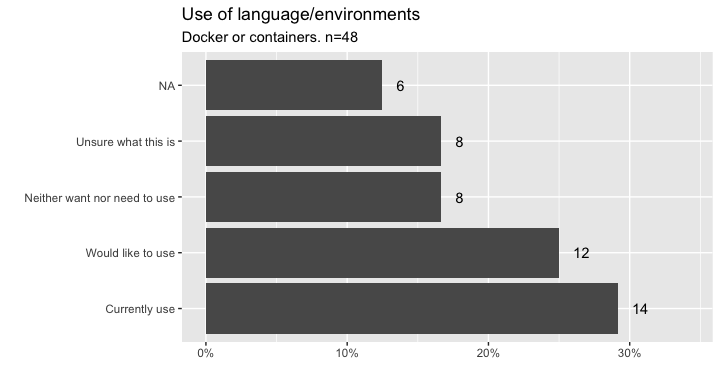 Use of language/environments
Docker or containers. n=48
NA 6
Unsure what this is 8
Neither want nor need to use 8
Would like to use 12
Currently use 14
0% 10% 20% 30%